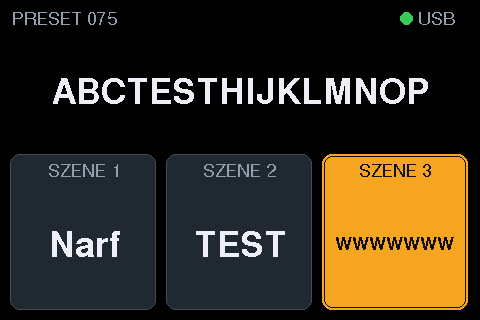 PRESET 075
USB
ABCTESTHIJKLMNOP
SZENE 1
SZENE 2
SZENE 3
Narf
TEST
wwwwwww